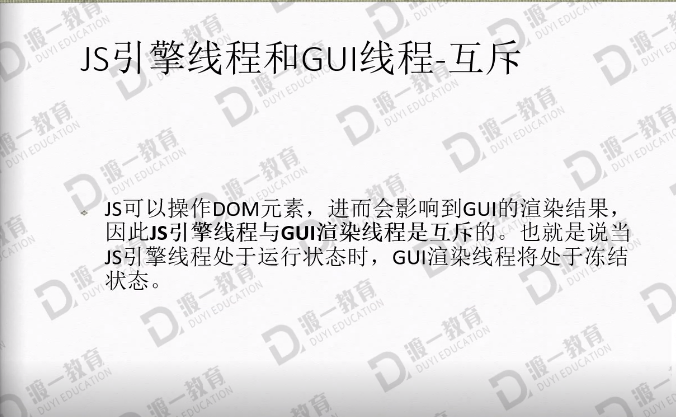 JS引擎线程和GUI线程-互斥
JS可以操作DOM元素，进而会影响到GUI的渲染结果，
因此JS引擎线程与GUI渲染线程是互斥的。也就是说当
JS引擎线程处于运行状态时，GUI渲染线程将处于冻结
状态。
渡一教育
DUYI EDUCATION